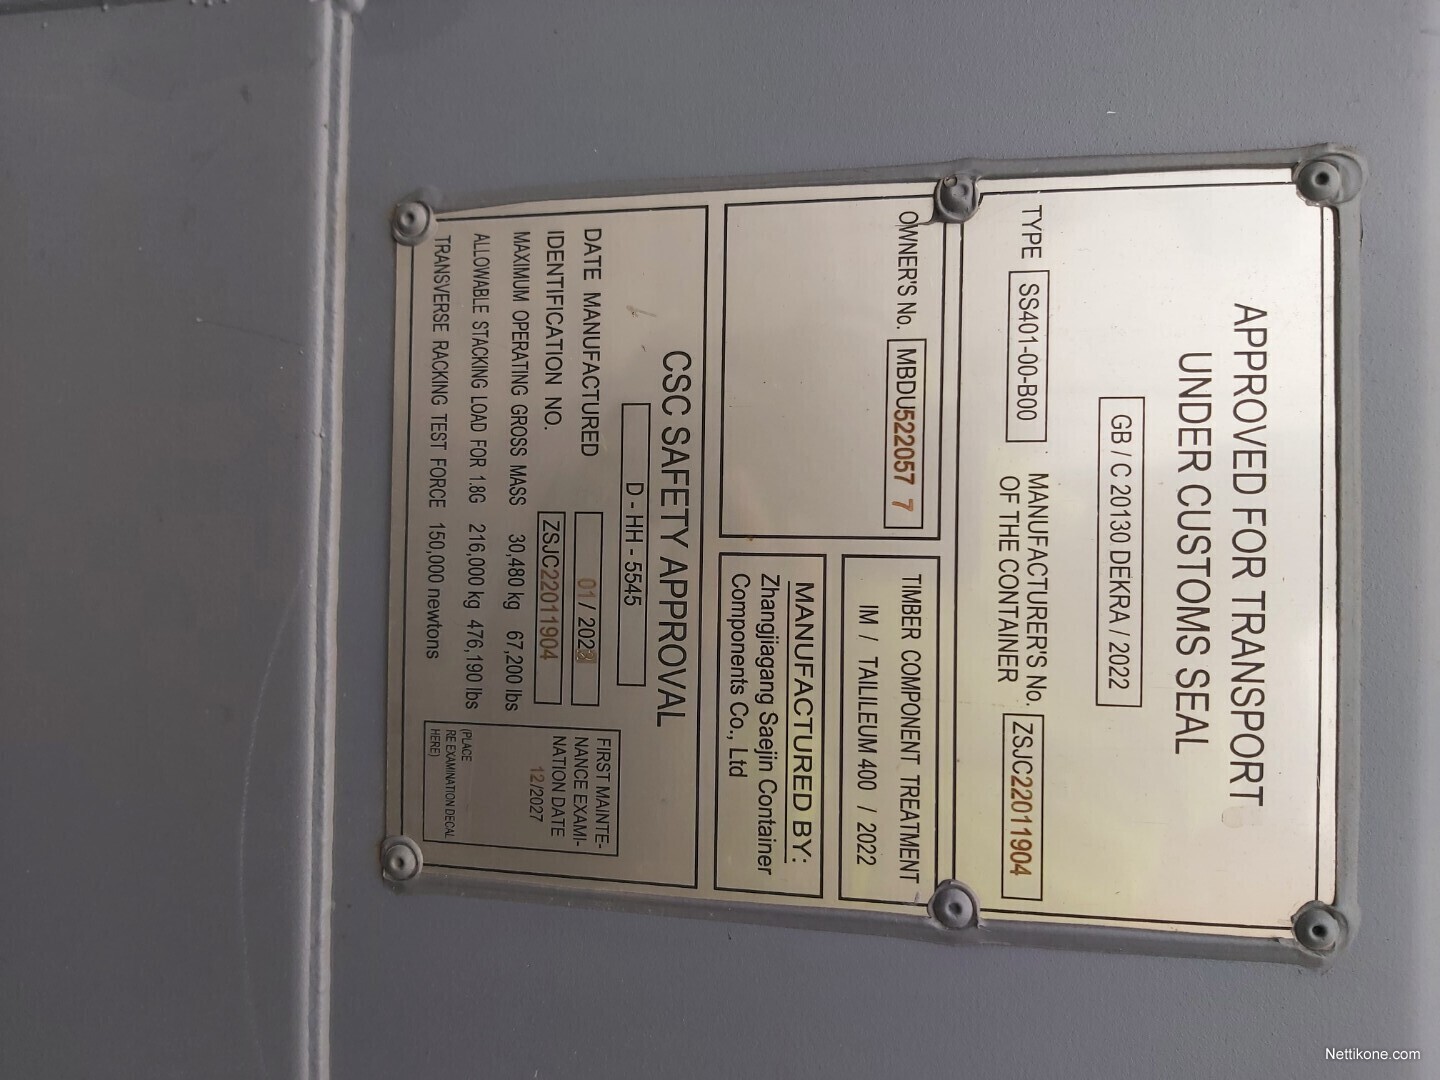 APPROVED FOR TRANSPORT
UNDER CUSTOMS SEAL
GB / C 20130 DEKRA / 2022
TYPE SS401-00-B00
MANUFACTURER'S No.
OF THE CONTAINER
ZSJC22011904
OWNER'S No. MBDU522057 7
TIMBER COMPONENT TREATMENT
IM / TAILILEUM 400 / 2022
MANUFACTURED BY:
Zhangjiagang Saejin Container
Components Co., Ltd
CSC SAFETY APPROVAL
D - HH - 5545
DATE MANUFACTURED 01 /
IDENTIFICATION NO. ZSJC22011904
MAXIMUM OPERATING GROSS MASS 30,480 kg 67,200 lbs
ALLOWABLE STACKING LOAD FOR 1.8G 216,000 kg 476,190 lbs
TRANSVERSE RACKING TEST FORCE 150,000 newtons
FIRST MAINTE-
NANCE EXAMI-
NATION DATE
12/2027
(PLACE
RE EXAMINATION DECAL
HERE)
Nettikone.com